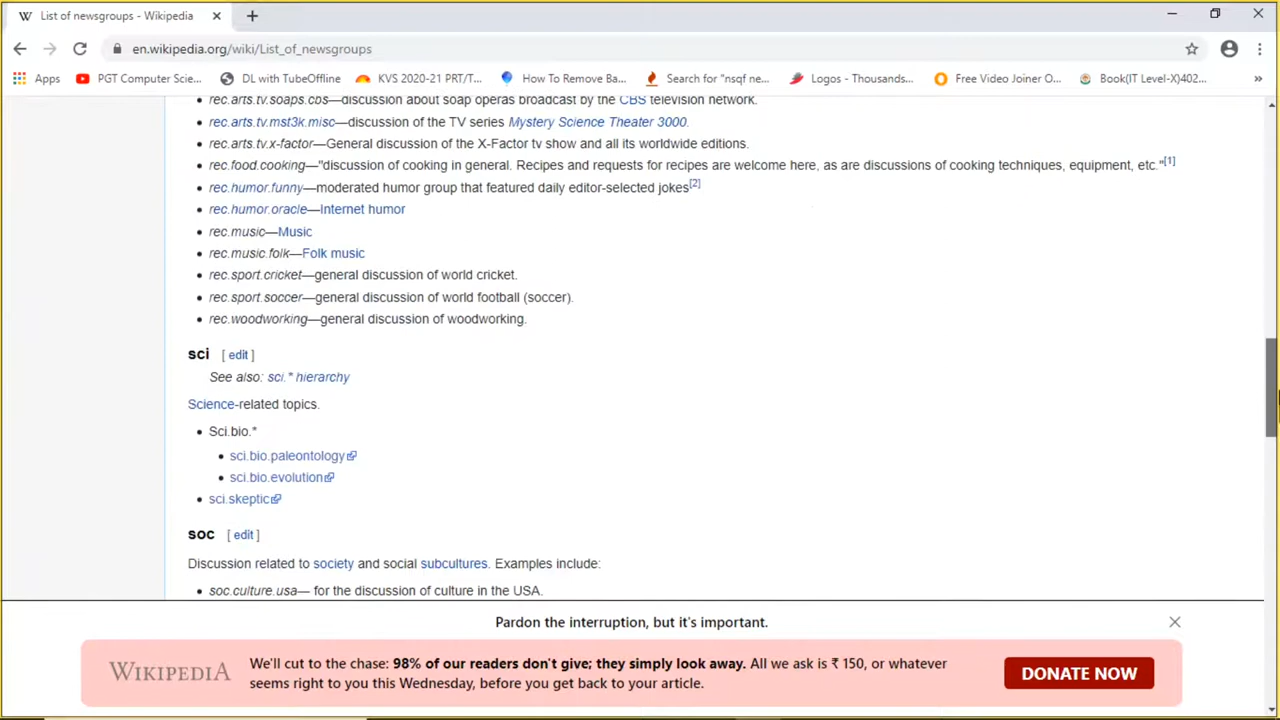 List of newsgroups - Wikipedia
en.wikipedia.org/wiki/List_of_newsgroups
Apps PGT Computer Scie... DL with TubeOffline KVS 2020-21 PRT/T... How To Remove Ba... Search for "nsqf ne... Logos - Thousands... Free Video Joiner O... Book(IT Level-X)402... »
• rec.arts.tv.soaps.cbs—discussion about soap operas broadcast by the CBS television network.
• rec.arts.tv.mst3k.misc—discussion of the TV series Mystery Science Theater 3000.
• rec.arts.tv.x-factor—General discussion of the X-Factor tv show and all its worldwide editions.
• rec.food.cooking—"discussion of cooking in general. Recipes and requests for recipes are welcome here, as are discussions of cooking techniques, equipment, etc."[1]
• rec.humor.funny—moderated humor group that featured daily editor-selected jokes[2]
• rec.humor.oracle—Internet humor
• rec.music—Music
• rec.music.folk—Folk music
• rec.sport.cricket—general discussion of world cricket.
• rec.sport.soccer—general discussion of world football (soccer).
• rec.woodworking—general discussion of woodworking.
sci [ edit ]
See also: sci.* hierarchy
Science-related topics.
• Sci.bio.*
• sci.bio.paleontology
• sci.bio.evolution
• sci.skeptic
soc [ edit ]
Discussion related to society and social subcultures. Examples include:
• soc.culture.usa— for the discussion of culture in the USA.
Pardon the interruption, but it's important.
WIKIPEDIA
We'll cut to the chase: 98% of our readers don't give; they simply look away. All we ask is ₹ 150, or whatever
seems right to you this Wednesday, before you get back to your article.
DONATE NOW